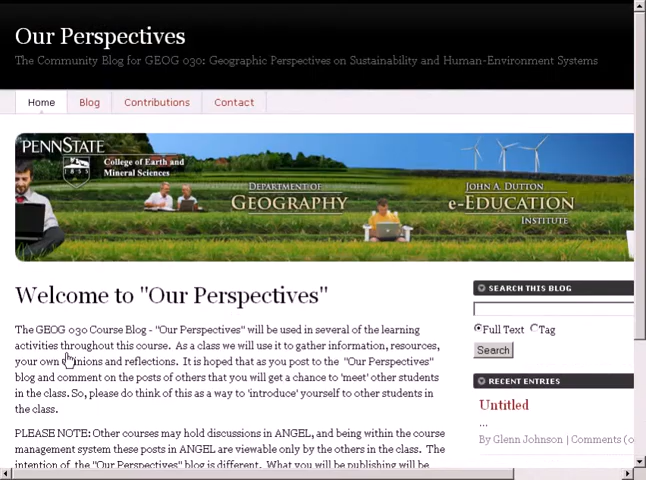 Our Perspectives
The Community Blog for GEOG 030: Geographic Perspectives on Sustainability and Human-Environment Systems
Home Blog Contributions Contact
PENNSTATE
1855
College of Earth and
Mineral Sciences
DEPARTMENT OF
GEOGRAPHY
JOHN A. DUTTON
e-EDUCATION
INSTITUTE
Welcome to "Our Perspectives"
The GEOG 030 Course Blog - "Our Perspectives" will be used in several of the learning
activities throughout this course. As a class we will use it to gather information, resources,
your own inions and reflections. It is hoped that as you post to the "Our Perspectives"
blog and comment on the posts of others that you will get a chance to 'meet' other students
in the class. So, please do think of this as a way to 'introduce' yourself to other students in
the class.
PLEASE NOTE: Other courses may hold discussions in ANGEL, and being within the course
management system these posts in ANGEL are viewable only by the others in the class. The
intention of the "Our Perspectives" blog is different. What you will be publishing will be
SEARCH THIS BLOG
Full Text Tag
Search
RECENT ENTRIES
Untitled
...
By Glenn Johnson | Comments (0